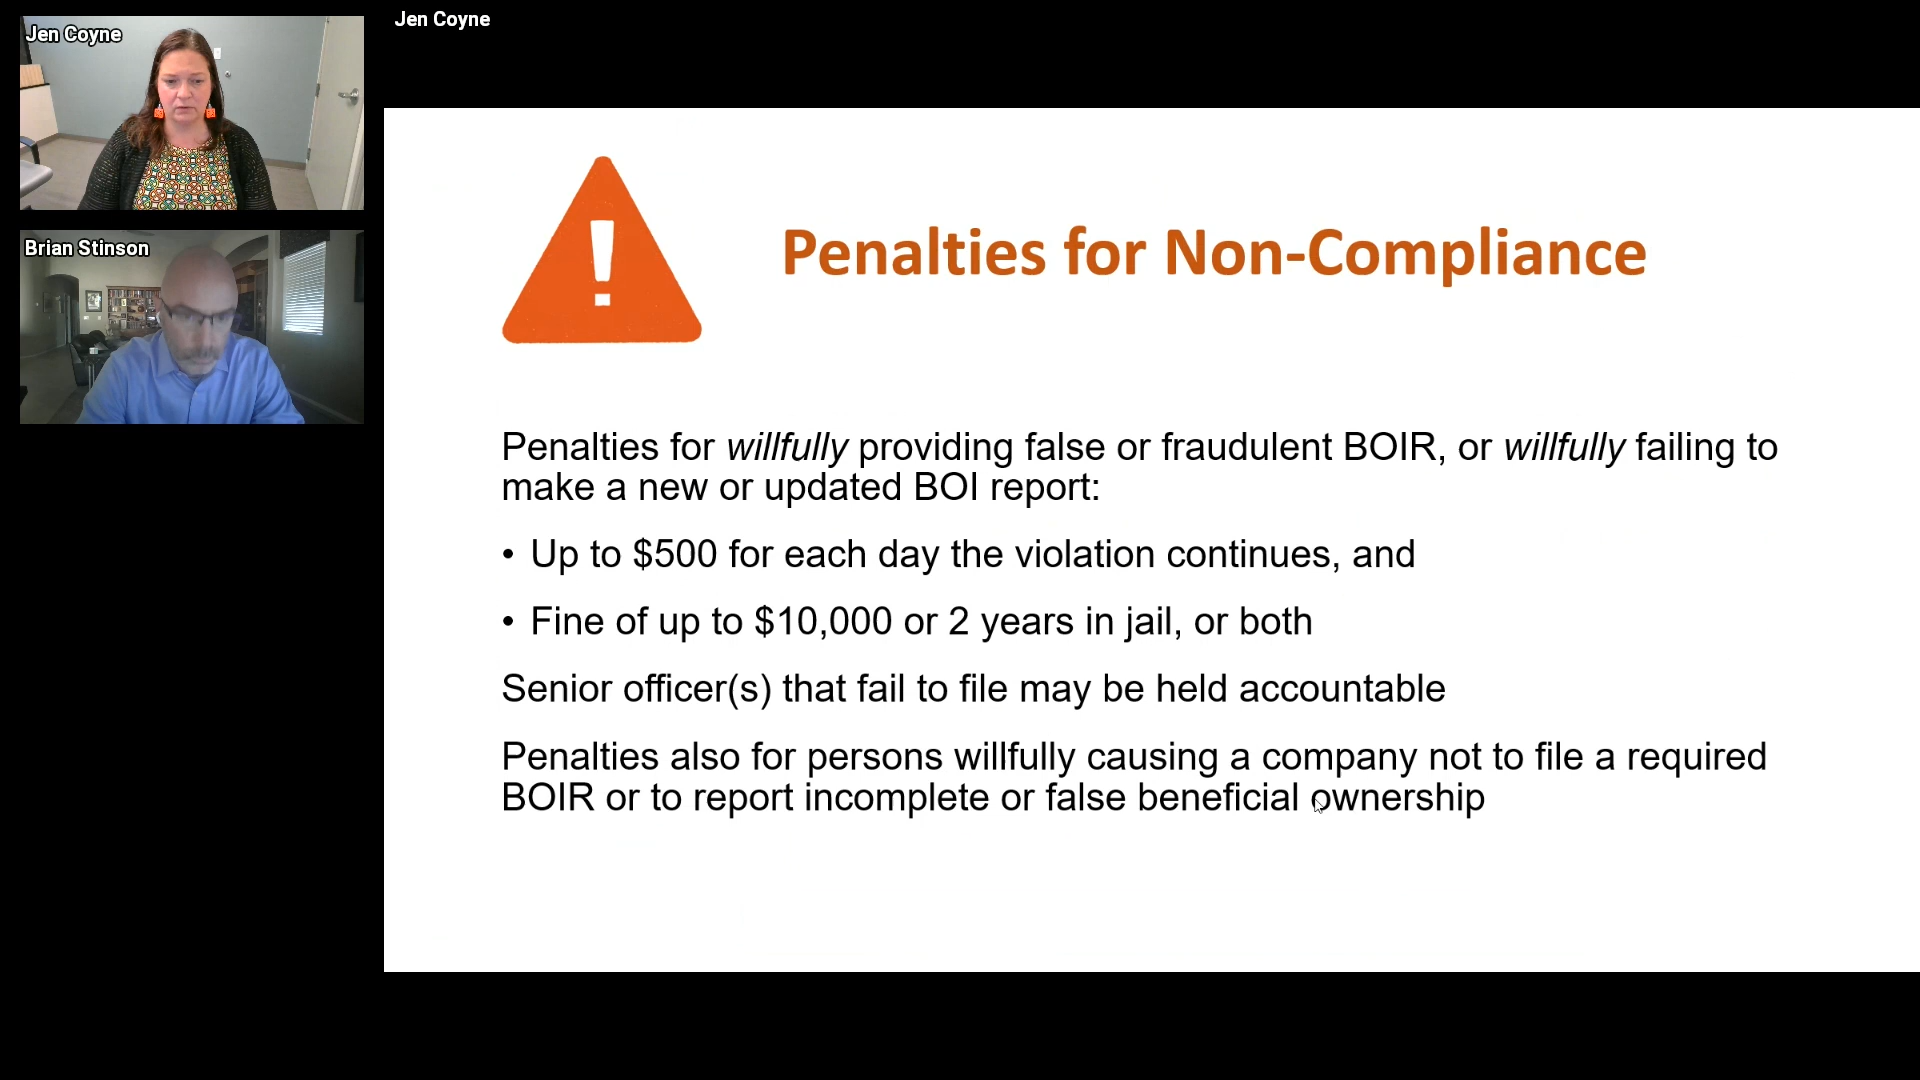 Jen Coyne
Jen Coyne
Brian Stinson
!
Penalties for Non-Compliance
Penalties for willfully providing false or fraudulent BOIR, or willfully failing to
make a new or updated BOI report:
• Up to $500 for each day the violation continues, and
• Fine of up to $10,000 or 2 years in jail, or both
Senior officer(s) that fail to file may be held accountable
Penalties also for persons willfully causing a company not to file a required
BOIR or to report incomplete or false beneficial ownership